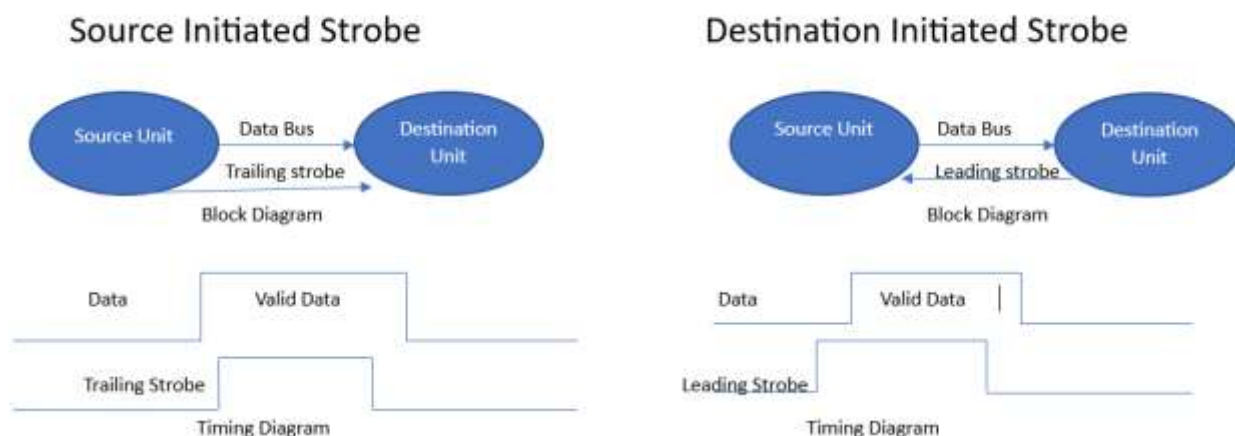 Source Initiated Strobe
Source Unit
Data Bus
Destination
Unit
Trailing strobe
Block Diagram
Data
Valid Data
Trailing Strobe
Timing Diagram
Destination Initiated Strobe
Source Unit
Data Bus
Destination
Unit
Leading strobe
Block Diagram
Data
Valid Data
Leading Strobe
Timing Diagram